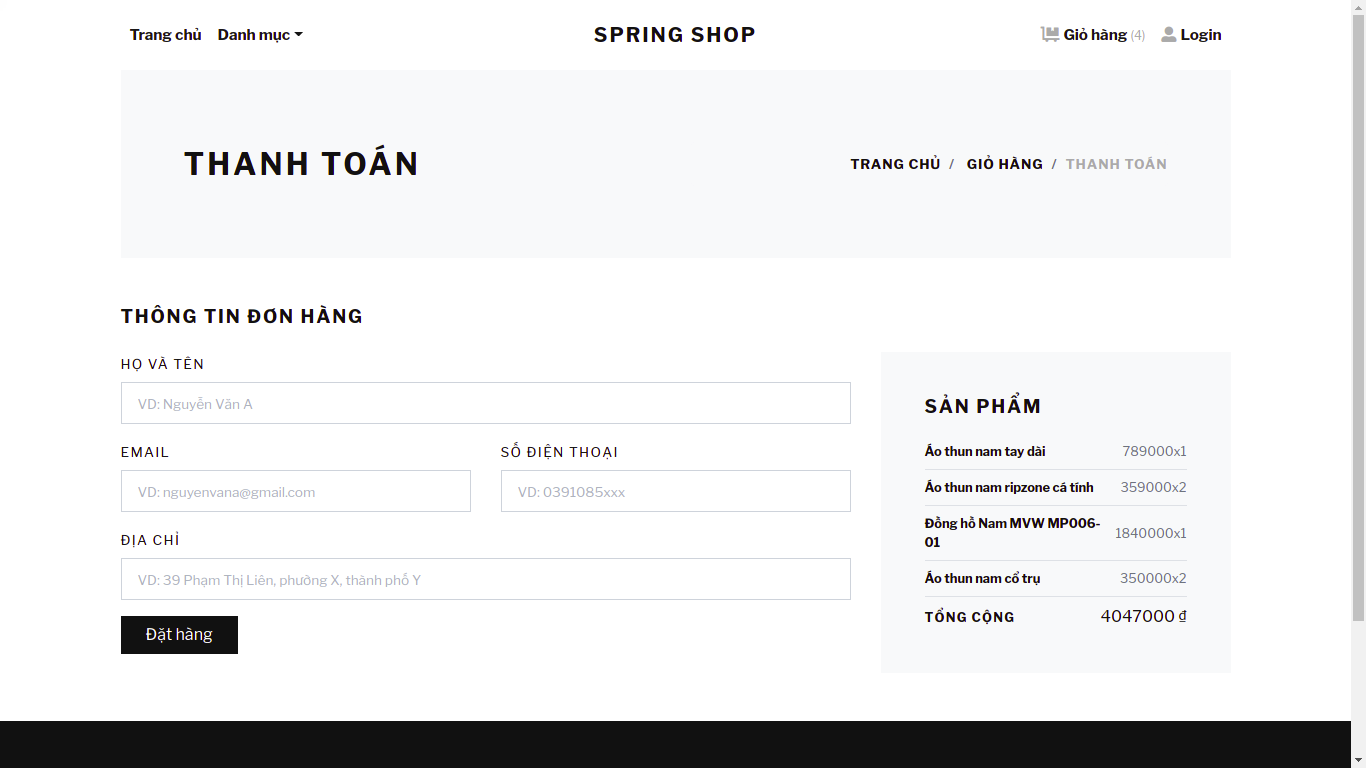 Trang chủ Danh mục SPRING SHOP Giỏ hàng (4) Login
THANH TOÁN
TRANG CHỦ / GIỎ HÀNG / THANH TOÁN
THÔNG TIN ĐƠN HÀNG
HỌ VÀ TÊN
VD: Nguyễn Văn A
EMAIL
VD: nguyenvana@gmail.com
SỐ ĐIỆN THOẠI
VD: 0391085xxx
ĐỊA CHỈ
VD: 39 Phạm Thị Liên, phường X, thành phố Y
Đặt hàng
SẢN PHẨM
Áo thun nam tay dài 789000x1
Áo thun nam ripzone cá tính 359000x2
Đồng hồ Nam MVW MP006-
01 1840000x1
Áo thun nam cổ trụ 350000x2
TỔNG CỘNG 4047000 ₫